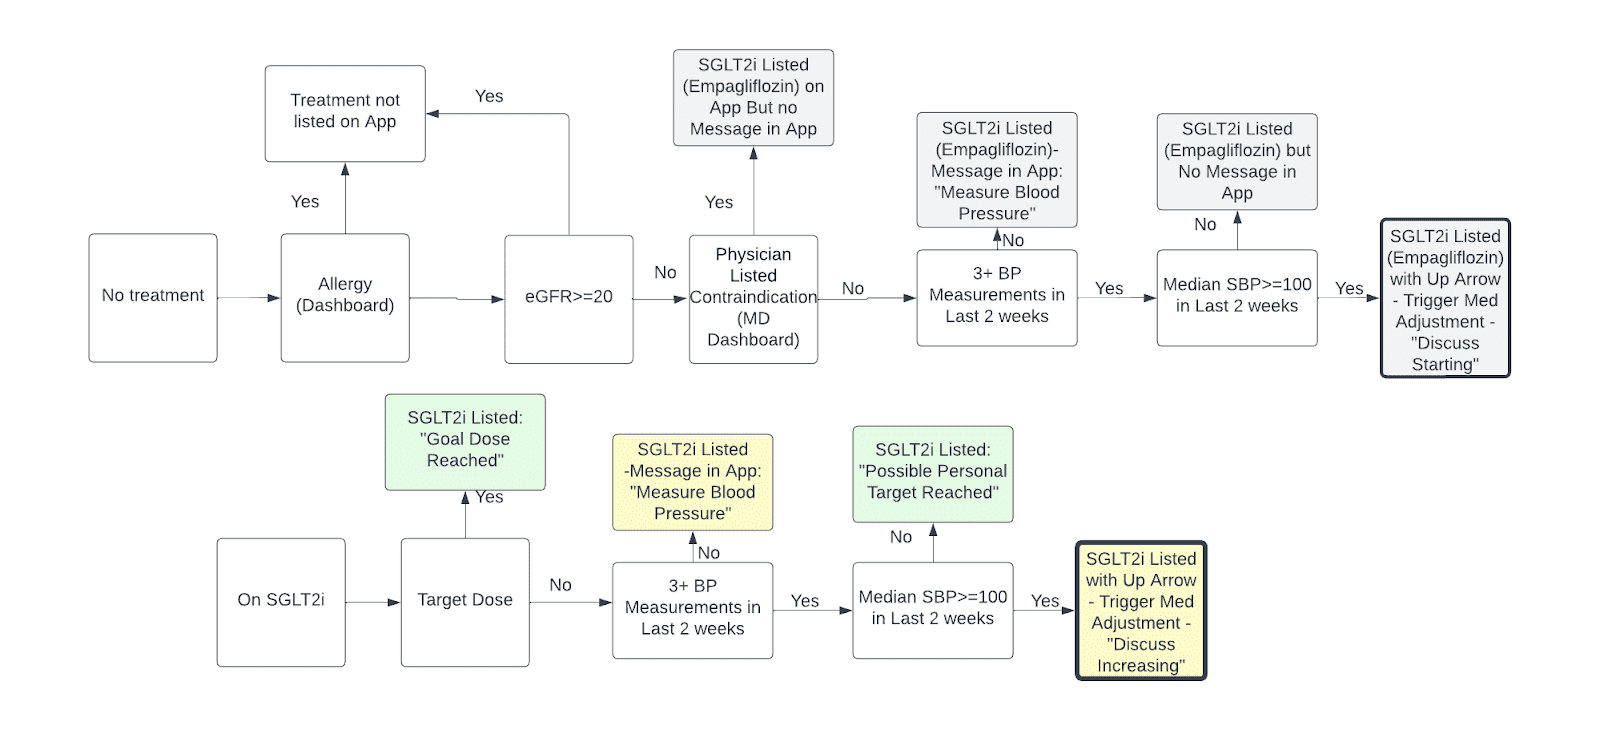 No treatment
Allergy
(Dashboard)
Yes
Treatment not
listed on App
Yes
eGFR>=20
No
Physician
Listed
Contraindication
(MD
Dashboard)
Yes
SGLT2i Listed
(Empagliflozin) on
App But no
Message in App
No
3+ BP
Measurements in
Last 2 weeks
No
SGLT2i Listed
(Empagliflozin)-
Message in App:
"Measure Blood
Pressure"
Yes
Median SBP>=100
in Last 2 weeks
No
SGLT2i Listed
(Empagliflozin) but
No Message in
App
Yes
SGLT2i Listed
(Empagliflozin)
with Up Arrow
- Trigger Med
Adjustment -
"Discuss
Starting"
On SGLT2i
Target Dose
Yes
SGLT2i Listed:
"Goal Dose
Reached"
No
3+ BP
Measurements in
Last 2 weeks
No
SGLT2i Listed
-Message in App:
"Measure Blood
Pressure"
Yes
Median SBP>=100
in Last 2 weeks
No
SGLT2i Listed:
"Possible Personal
Target Reached"
Yes
SGLT2i Listed
with Up Arrow
- Trigger Med
Adjustment -
"Discuss
Increasing"